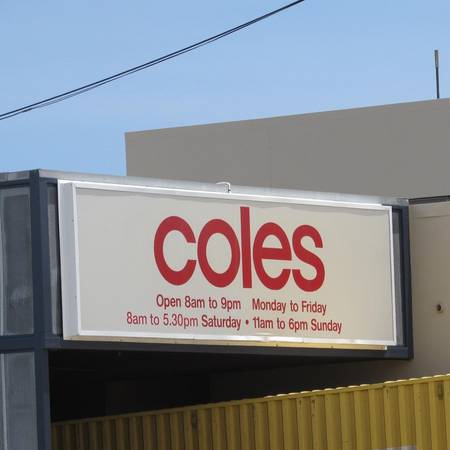 coles
Open 8am to 9pm Monday to Friday
8am to 5.30pm Saturday • 11am to 6pm Sunday